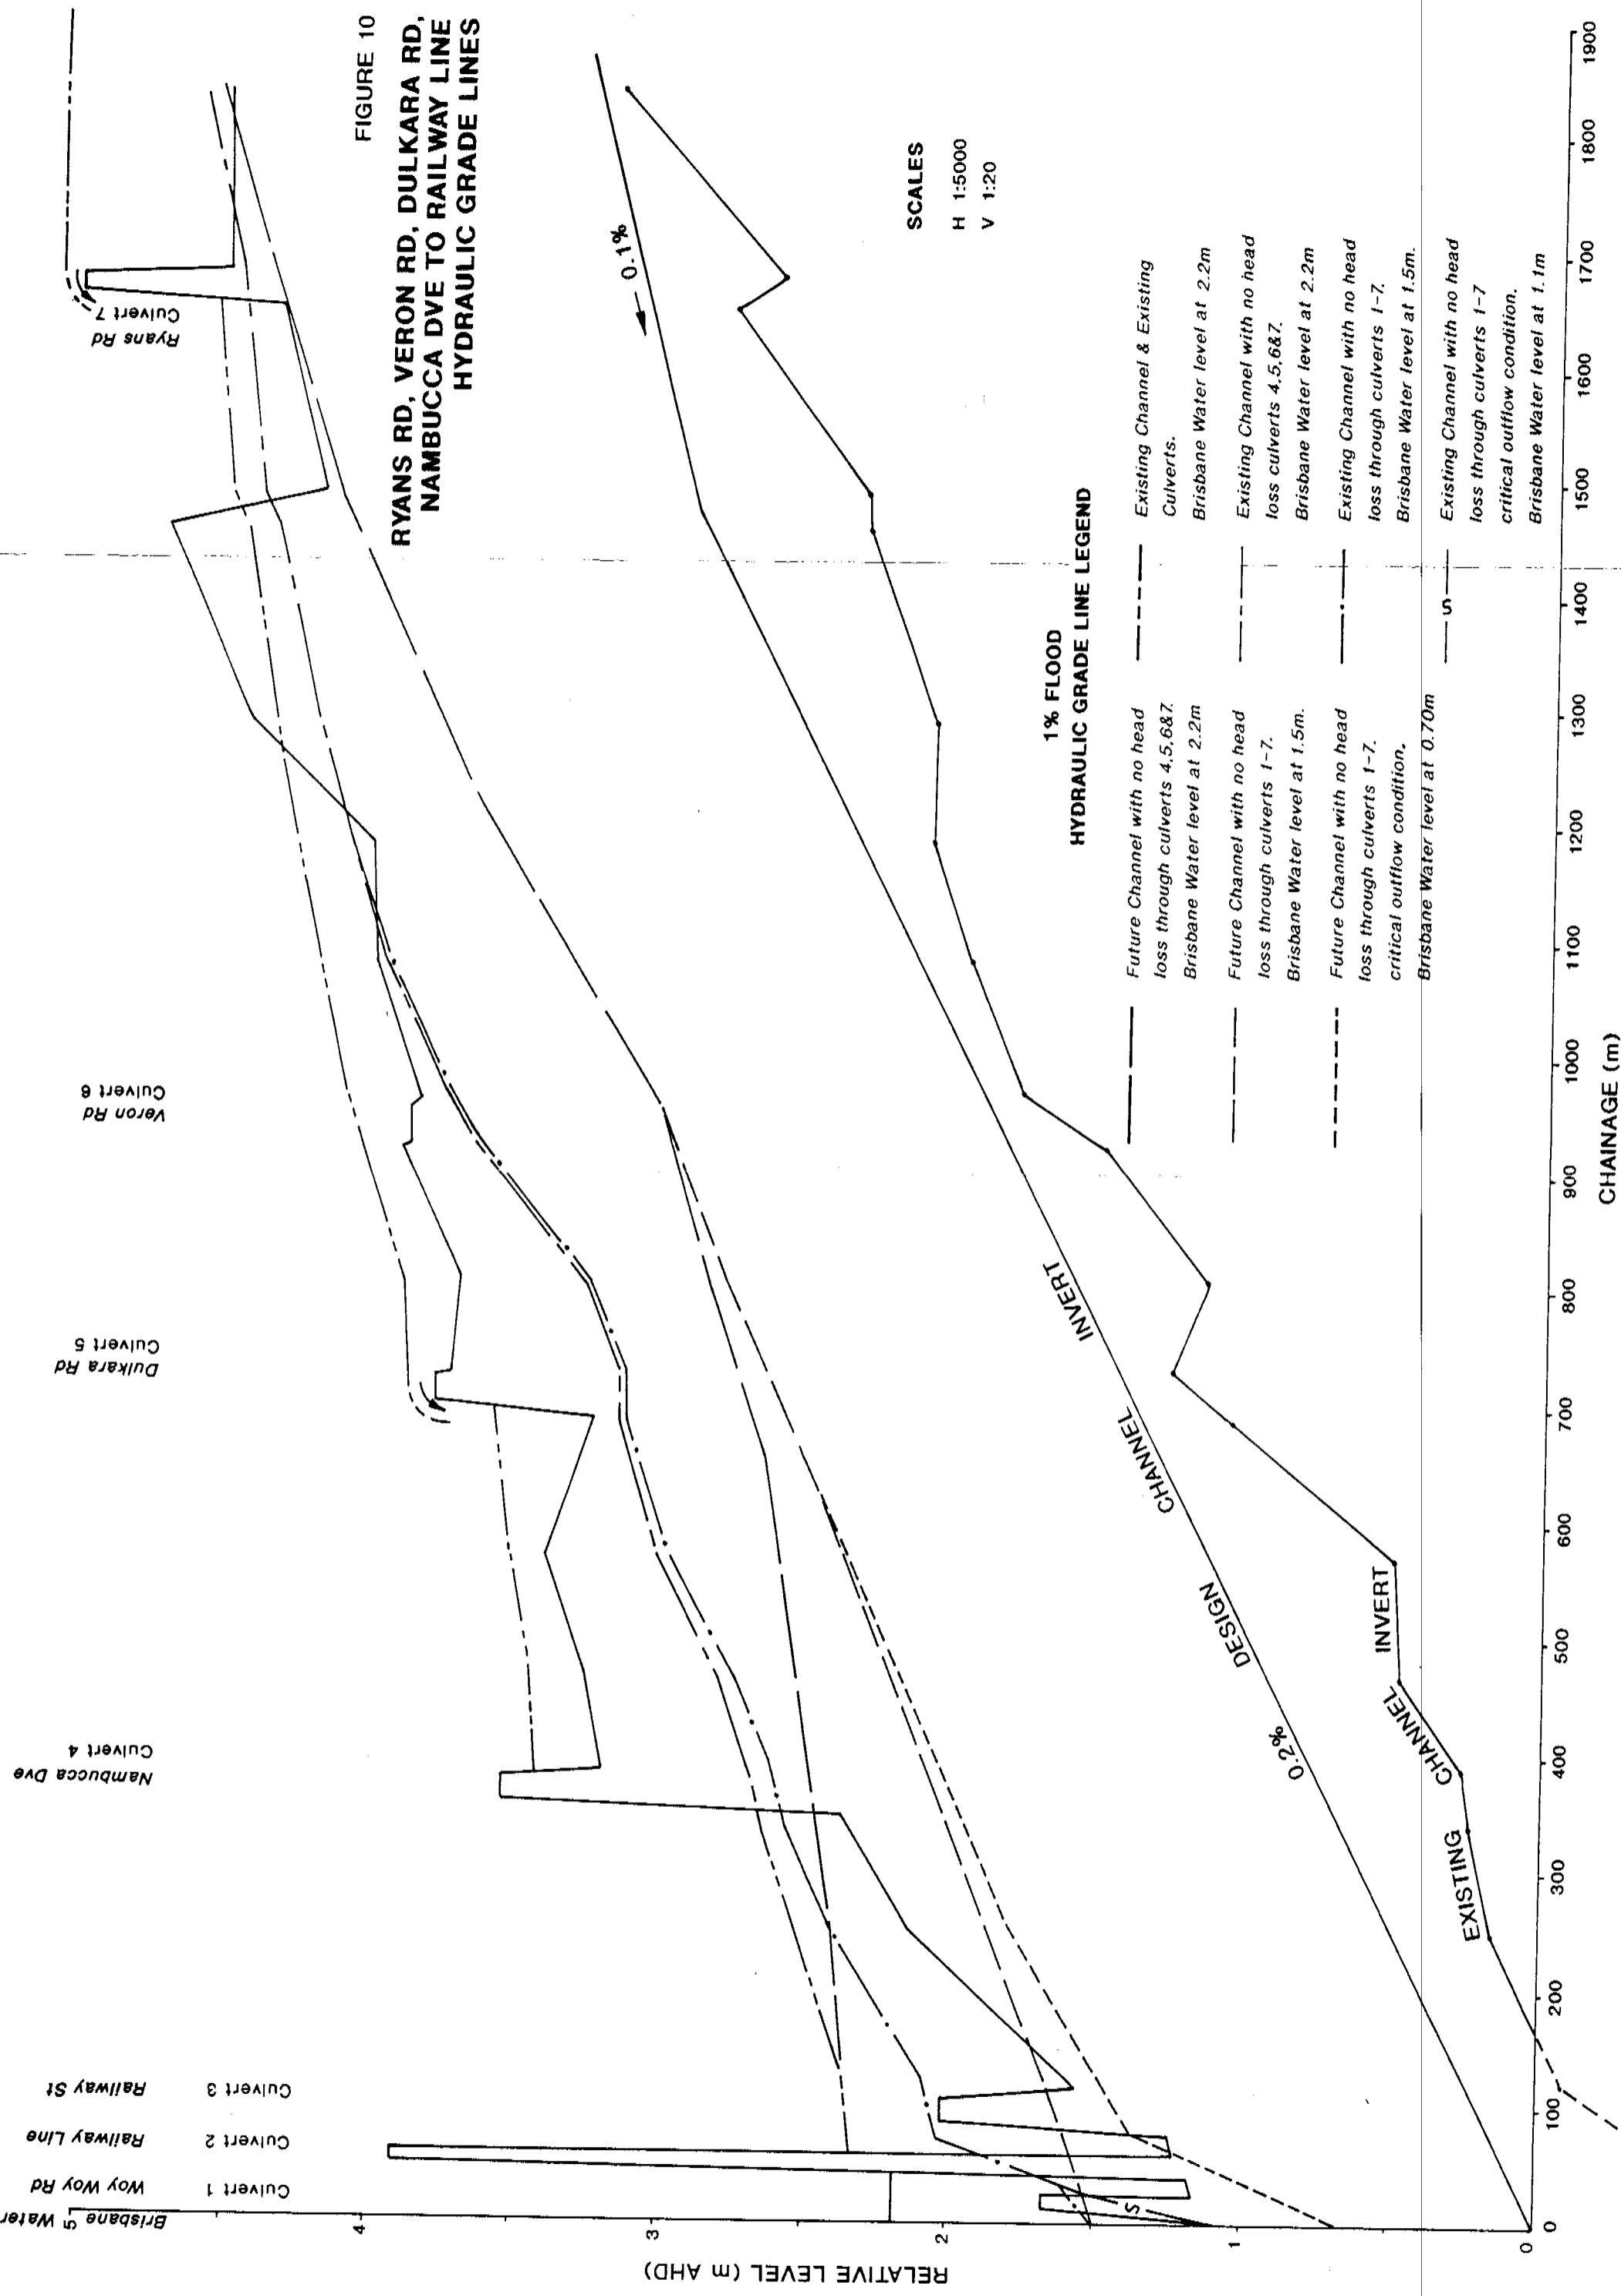 FIGURE 10
RYANS RD, VERON RD, DULKARA RD,
NAMBUCCA DVE TO RAILWAY LINE
HYDRAULIC GRADE LINES
Brisbane Water
Woy Woy Rd
Culvert 1
Railway Line
Culvert 2
Railway St
Culvert 3
Nambucca Dve
Culvert 4
Dulkara Rd
Culvert 5
Veron Rd
Culvert 6
Ryans Rd
Culvert 7
0.1%
SCALES
H 1:5000
V 1:20
1% FLOOD
HYDRAULIC GRADE LINE LEGEND
Future Channel with no head
loss through culverts 4,5,6&7.
Brisbane Water level at 2.2m
Future Channel with no head
loss through culverts 1-7.
Brisbane Water level at 1.5m.
Future Channel with no head
loss through culverts 1-7.
critical outflow condition.
Brisbane Water level at 0.70m
Existing Channel & Existing
Culverts.
Brisbane Water level at 2.2m
Existing Channel with no head
loss culverts 4,5,6&7.
Brisbane Water level at 2.2m
Existing Channel with no head
loss through culverts 1-7.
Brisbane Water level at 1.5m.
S
Existing Channel with no head
loss through culverts 1-7
critical outflow condition.
Brisbane Water level at 1.1m
DESIGN CHANNEL INVERT
0.2%
EXISTING CHANNEL INVERT
S
RELATIVE LEVEL (m AHD)
5
4
3
2
1
0
0 100 200 300 400 500 600 700 800 900 1000 1100 1200 1300 1400 1500 1600 1700 1800 1900
CHAINAGE (m)